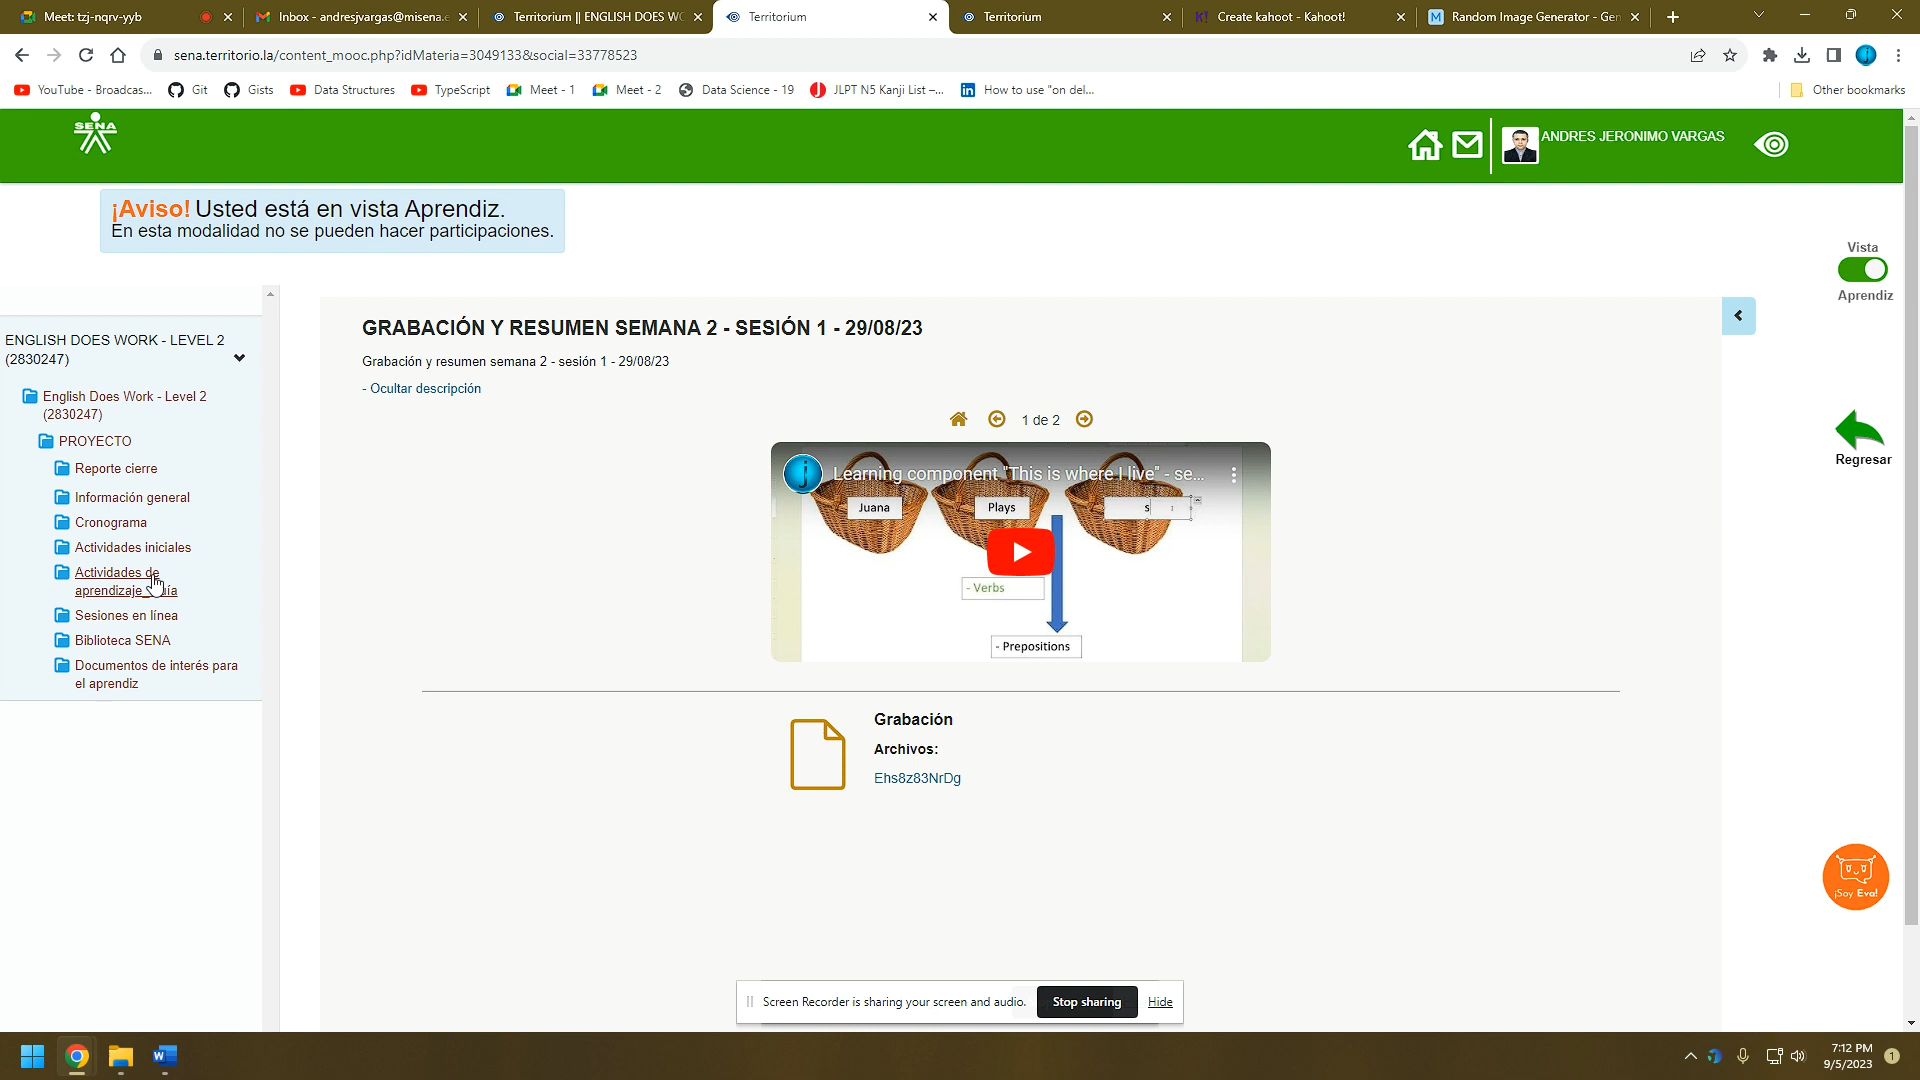 Meet: tzj-nqrv-yyb
Inbox - andresjvargas@misena.e
Territorium || ENGLISH DOES WO
Territorium
Territorium
Create kahoot - Kahoot!
Random Image Generator - Gen
sena.territorio.la/content_mooc.php?idMateria=3049133&social=33778523
YouTube - Broadcas...
Git
Gists
Data Structures
TypeScript
Meet - 1
Meet - 2
Data Science - 19
JLPT N5 Kanji List –...
How to use "on del...
Other bookmarks
SENA
ANDRES JERONIMO VARGAS
¡Aviso! Usted está en vista Aprendiz.
En esta modalidad no se pueden hacer participaciones.
Vista
Aprendiz
Regresar
ENGLISH DOES WORK - LEVEL 2
(2830247)
English Does Work - Level 2
(2830247)
PROYECTO
Reporte cierre
Información general
Cronograma
Actividades iniciales
Actividades de
aprendizaje
Sesiones en línea
Biblioteca SENA
Documentos de interés para
el aprendiz
GRABACIÓN Y RESUMEN SEMANA 2 - SESIÓN 1 - 29/08/23
Grabación y resumen semana 2 - sesión 1 - 29/08/23
- Ocultar descripción
1 de 2
Learning component "This is where I live" - se...
Juana
Plays
s
- Verbs
- Prepositions
Grabación
Archivos:
Ehs8z83NrDg
¡Soy Eva!
Screen Recorder is sharing your screen and audio.
Stop sharing
Hide
7:12 PM
9/5/2023
1